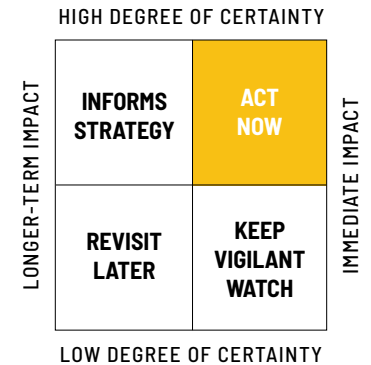 HIGH DEGREE OF CERTAINTY
LONGER-TERM IMPACT
INFORMS
STRATEGY
ACT
NOW
IMMEDIATE IMPACT
REVISIT
LATER
KEEP
VIGILANT
WATCH
LOW DEGREE OF CERTAINTY